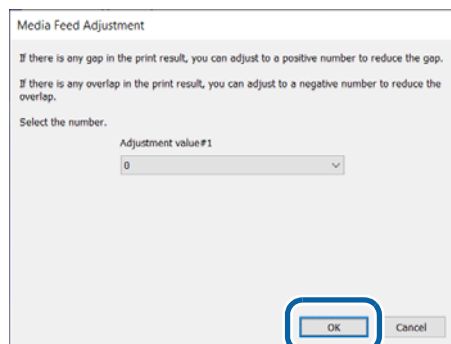 Media Feed Adjustment
If there is any gap in the print result, you can adjust to a positive number to reduce the gap.
If there is any overlap in the print result, you can adjust to a negative number to reduce the
overlap.
Select the number.
Adjustment value#1
0
OK Cancel